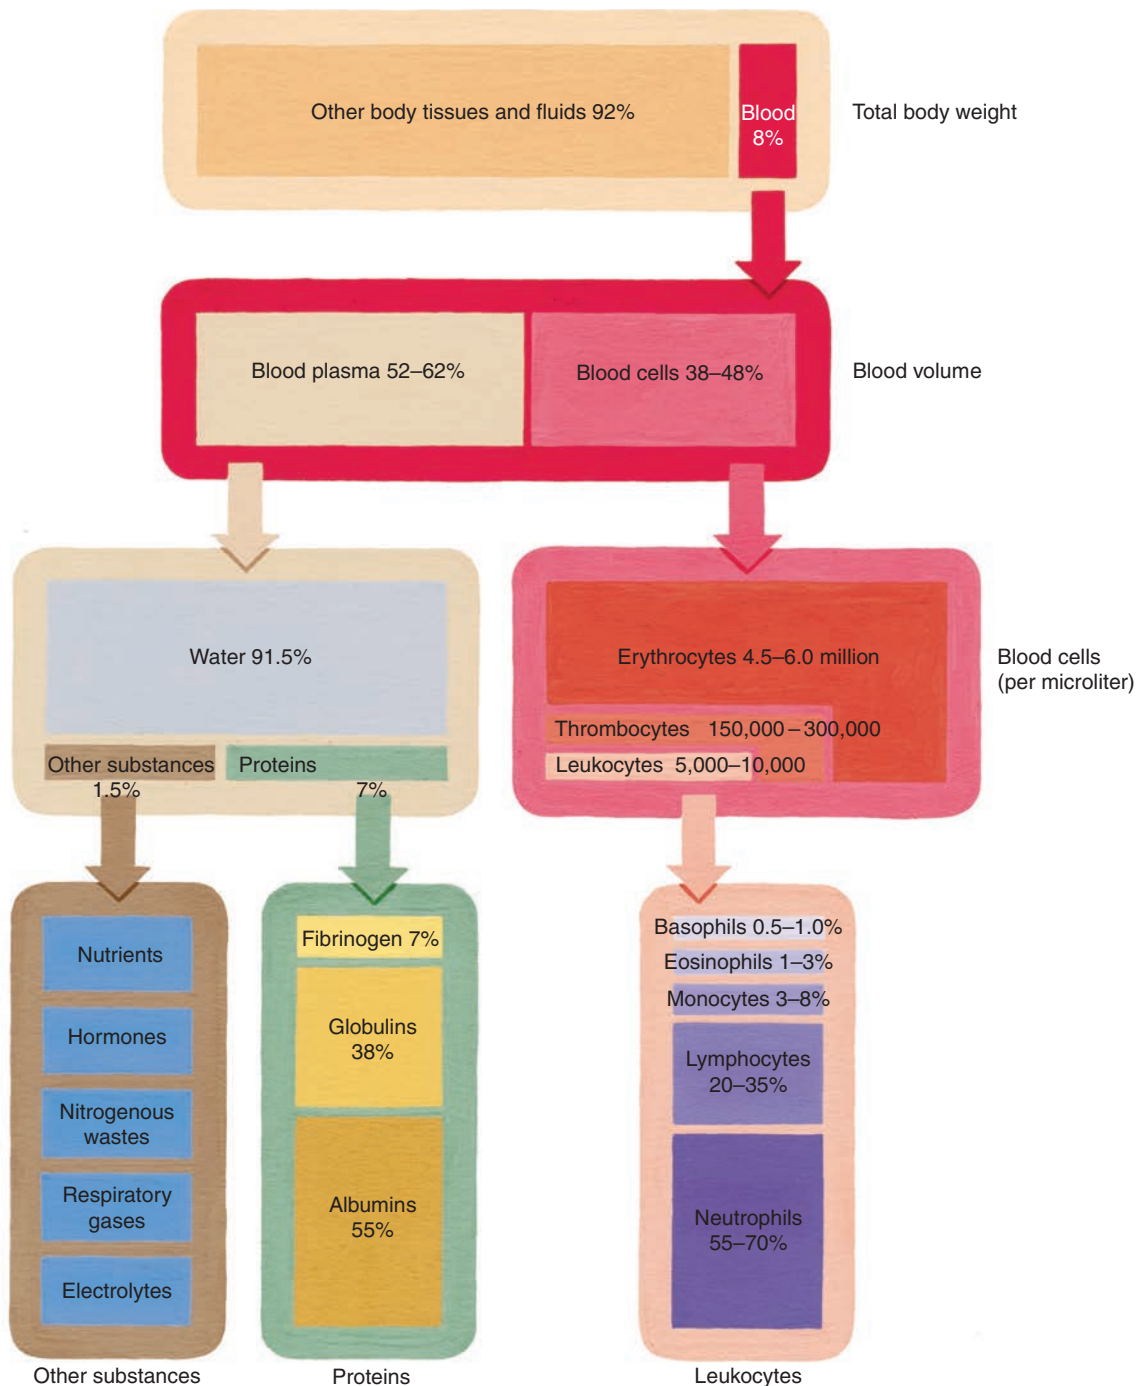 Other body tissues and fluids 92%
Blood
8%
Total body weight
Blood plasma 52–62%
Blood cells 38–48%
Blood volume
Water 91.5%
Other substances
1.5%
Proteins
7%
Erythrocytes 4.5–6.0 million
Thrombocytes 150,000–300,000
Leukocytes 5,000–10,000
Blood cells
(per microliter)
Nutrients
Hormones
Nitrogenous
wastes
Respiratory
gases
Electrolytes
Other substances
Fibrinogen 7%
Globulins
38%
Albumins
55%
Proteins
Basophils 0.5–1.0%
Eosinophils 1–3%
Monocytes 3–8%
Lymphocytes
20–35%
Neutrophils
55–70%
Leukocytes